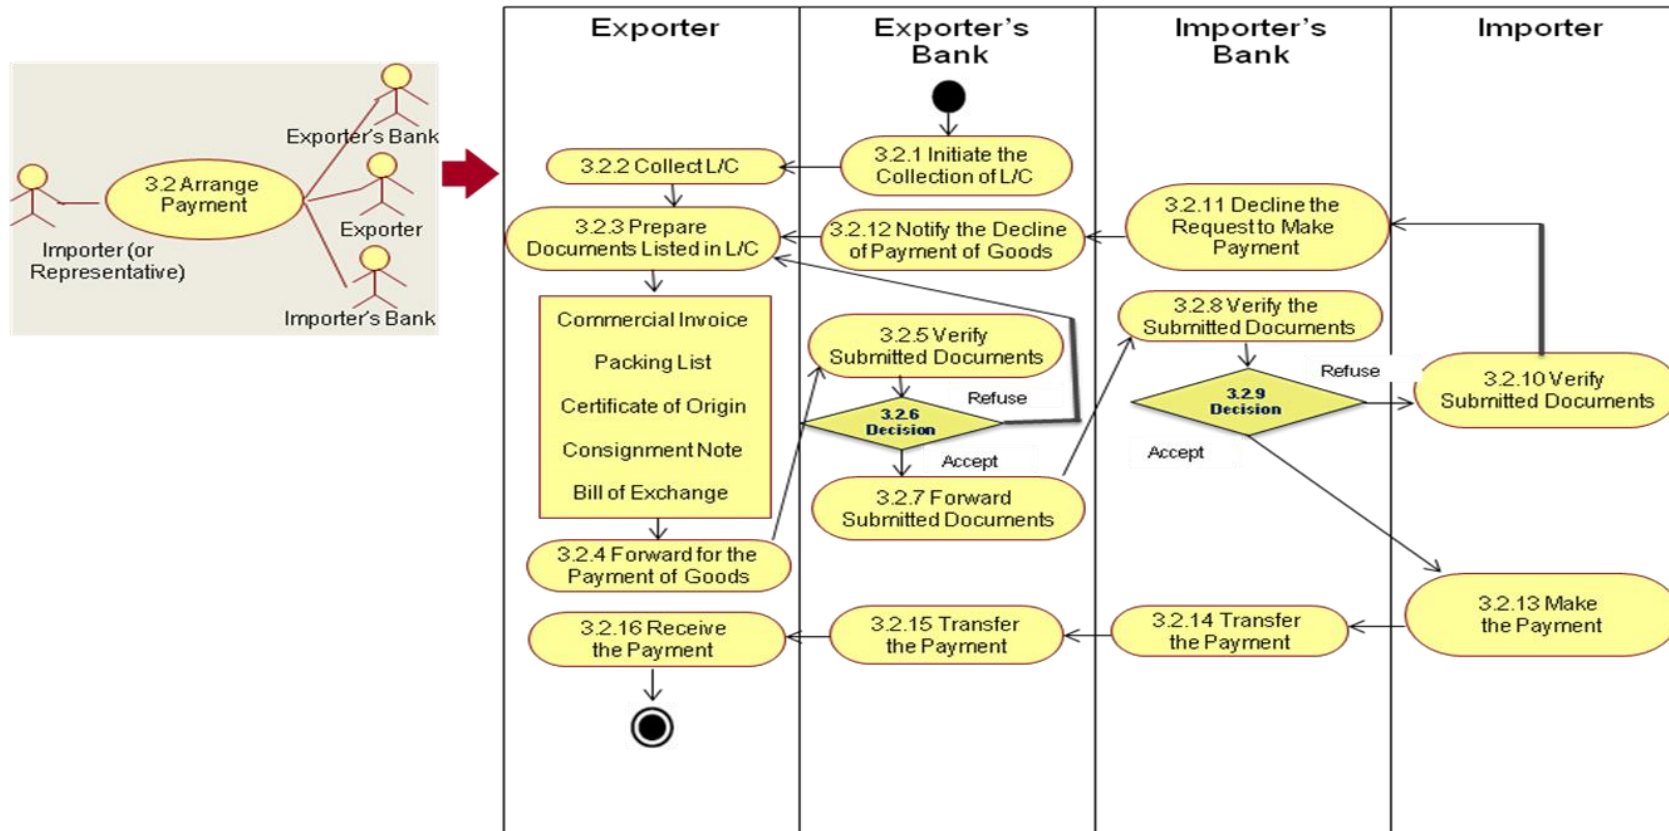 Exporter's Bank
3.2 Arrange
Payment
Exporter
Importer (or
Representative)
Importer's Bank
Exporter
Exporter's
Bank
Importer's
Bank
Importer
3.2.2 Collect L/C
3.2.1 Initiate the
Collection of L/C
3.2.3 Prepare
Documents Listed in L/C
3.2.12 Notify the Decline
of Payment of Goods
3.2.11 Decline the
Request to Make
Payment
Commercial Invoice
Packing List
Certificate of Origin
Consignment Note
Bill of Exchange
3.2.5 Verify
Submitted Documents
3.2.6
Decision
Refuse
Accept
3.2.7 Forward
Submitted Documents
3.2.8 Verify the
Submitted Documents
3.2.9
Decision
Refuse
Accept
3.2.10 Verify
Submitted Documents
3.2.4 Forward for the
Payment of Goods
3.2.16 Receive
the Payment
3.2.15 Transfer
the Payment
3.2.14 Transfer
the Payment
3.2.13 Make
the Payment